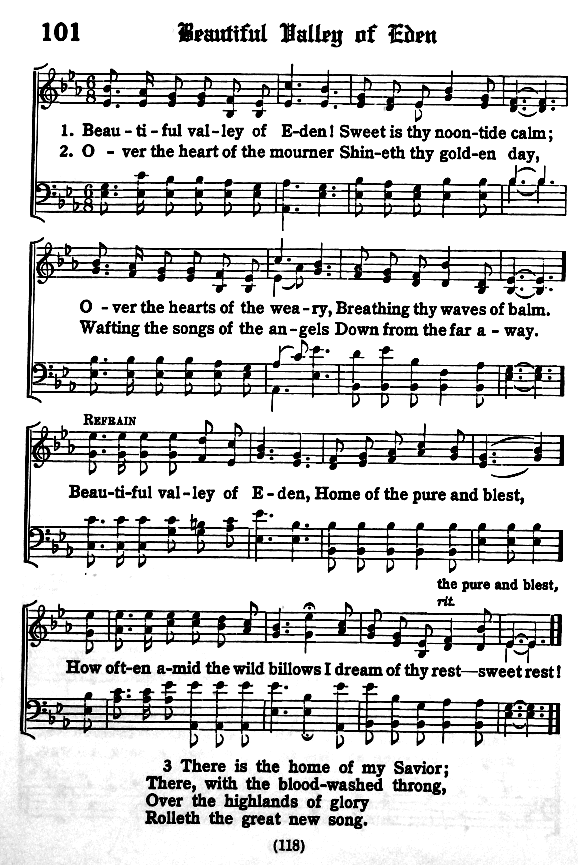 101 Beautiful Valley of Eden
1. Beau - ti - ful val - ley of E-den! Sweet is thy noon-tide calm;
2. O - ver the heart of the mourner Shin-eth thy gold-en day,
O - ver the hearts of the wea - ry, Breathing thy waves of balm.
Wafting the songs of the an - gels Down from the far a - way.
REFRAIN
Beau-ti-ful val-ley of E - den, Home of the pure and blest,
the pure and blest,
rit.
How oft-en a-mid the wild billows I dream of thy rest—sweet rest!
3 There is the home of my Savior;
There, with the blood-washed throng,
Over the highlands of glory
Rolleth the great new song.
(118)